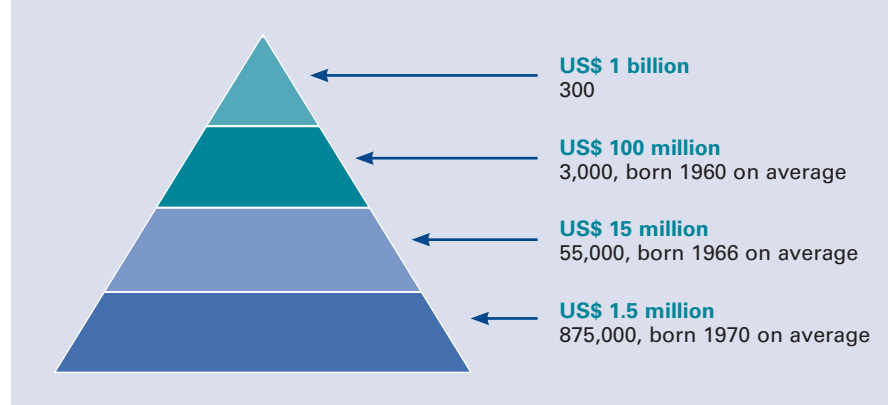 US$ 1 billion
300
US$ 100 million
3,000, born 1960 on average
US$ 15 million
55,000, born 1966 on average
US$ 1.5 million
875,000, born 1970 on average